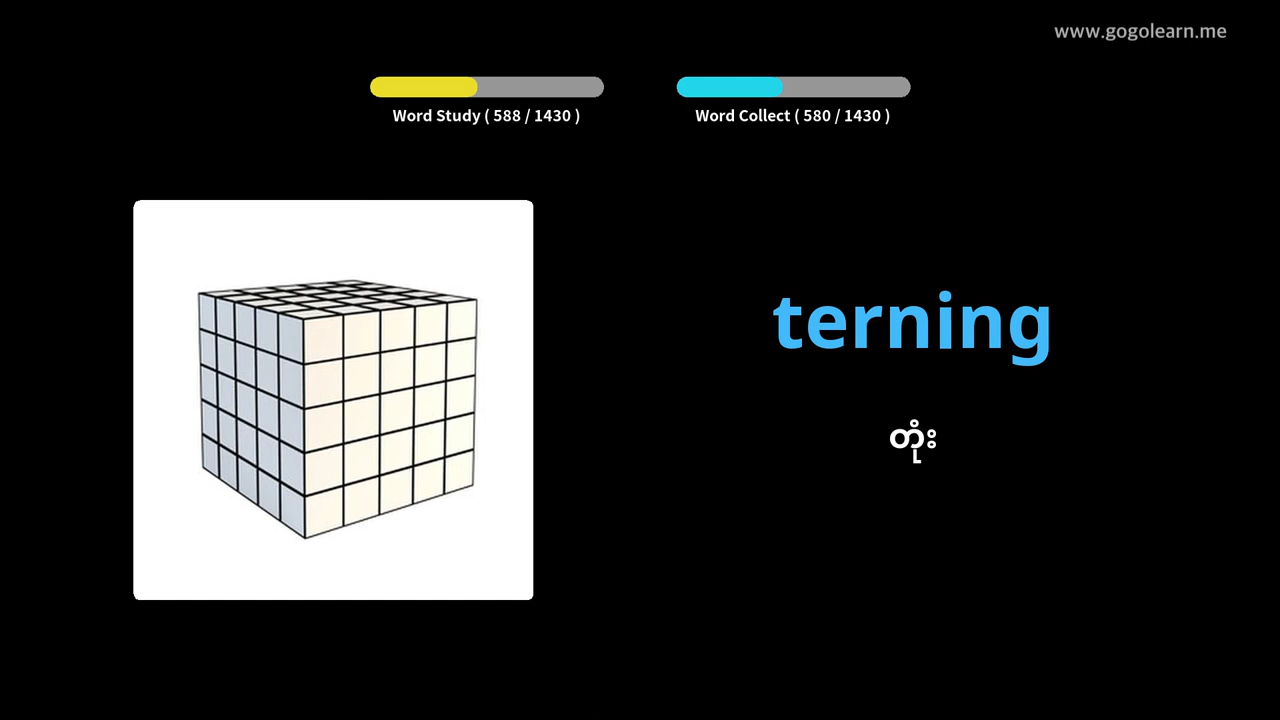 www.gogolearn.me
Word Study ( 588 / 1430 )
Word Collect ( 580 / 1430 )
terning
တုံး